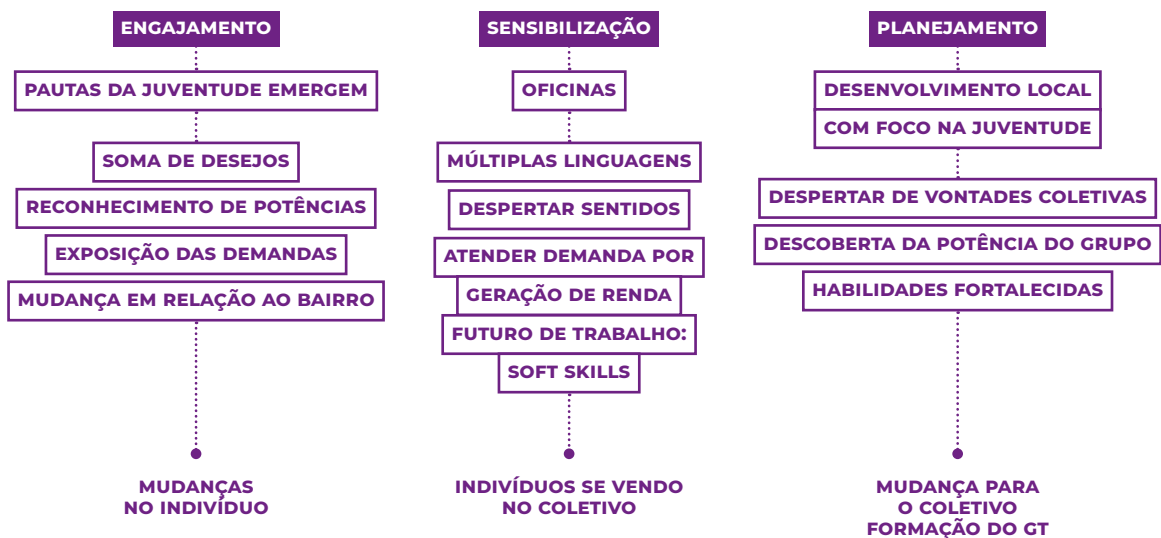 ENGAJAMENTO
PAUTAS DA JUVENTUDE EMERGEM
SOMA DE DESEJOS
RECONHECIMENTO DE POTÊNCIAS
EXPOSIÇÃO DAS DEMANDAS
MUDANÇA EM RELAÇÃO AO BAIRRO
MUDANÇAS
NO INDIVÍDUO
SENSIBILIZAÇÃO
OFICINAS
MÚLTIPLAS LINGUAGENS
DESPERTAR SENTIDOS
ATENDER DEMANDA POR
GERAÇÃO DE RENDA
FUTURO DE TRABALHO:
SOFT SKILLS
INDIVÍDUOS SE VENDO
NO COLETIVO
PLANEJAMENTO
DESENVOLVIMENTO LOCAL
COM FOCO NA JUVENTUDE
DESPERTAR DE VONTADES COLETIVAS
DESCOBERTA DA POTÊNCIA DO GRUPO
HABILIDADES FORTALECIDAS
MUDANÇA PARA
O COLETIVO
FORMAÇÃO DO GT